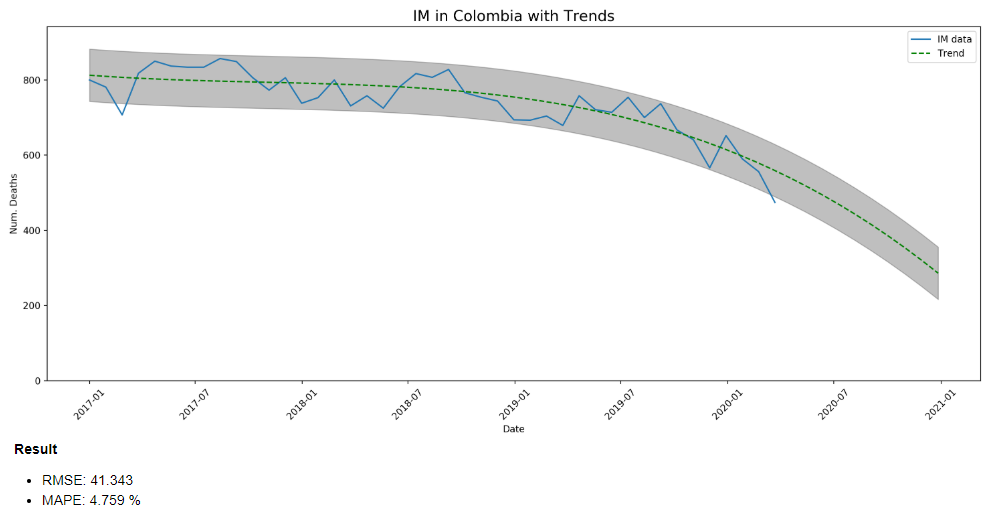 IM in Colombia with Trends
IM data
Trend
800
600
400
200
0
Num. Deaths
2017-01
2017-07
2018-01
2018-07
2019-01
2019-07
2020-01
2020-07
2021-01
Date
Result
• RMSE: 41.343
• MAPE: 4.759 %